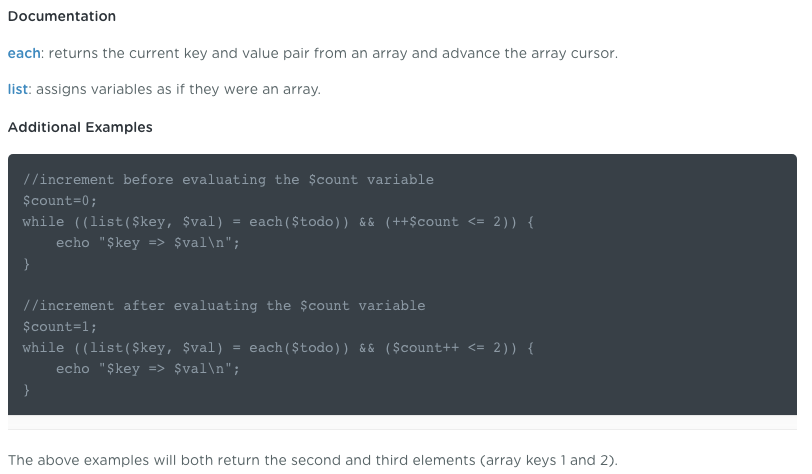 Documentation
each: returns the current key and value pair from an array and advance the array cursor.
list: assigns variables as if they were an array.
Additional Examples
//increment before evaluating the $count variable
$count=0;
while ((list($key, $val) = each($todo)) && (++$count <= 2)) {
    echo "$key => $val\n";
}
//increment after evaluating the $count variable
$count=1;
while ((list($key, $val) = each($todo)) && ($count++ <= 2)) {
    echo "$key => $val\n";
}
The above examples will both return the second and third elements (array keys 1 and 2).